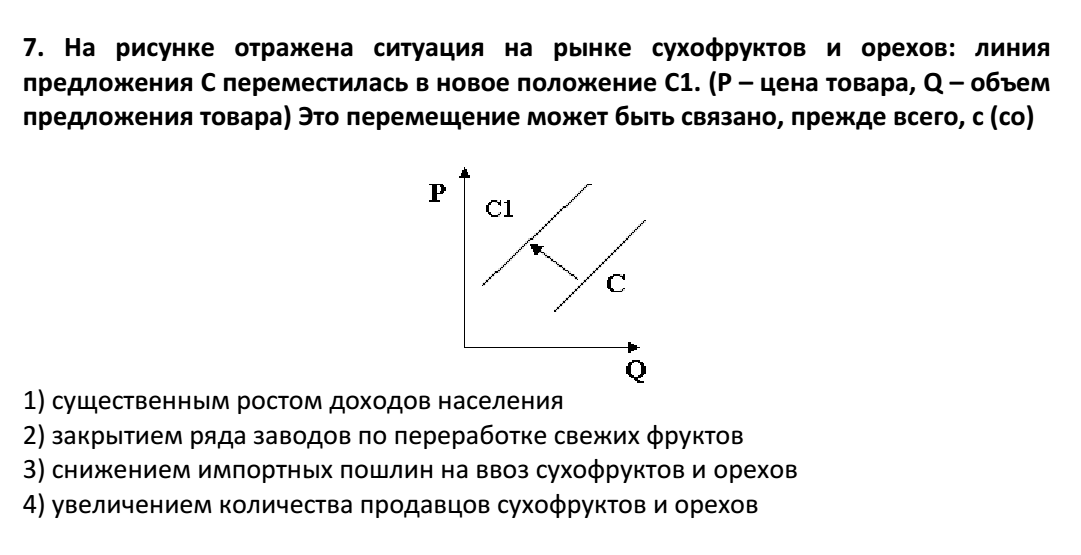 7. На рисунке отражена ситуация на рынке сухофруктов и орехов: линия
предложения С переместилась в новое положение С1. (P – цена товара, Q – объем
предложения товара) Это перемещение может быть связано, прежде всего, с (со)
P
C1
C
Q
1) существенным ростом доходов населения
2) закрытием ряда заводов по переработке свежих фруктов
3) снижением импортных пошлин на ввоз сухофруктов и орехов
4) увеличением количества продавцов сухофруктов и орехов